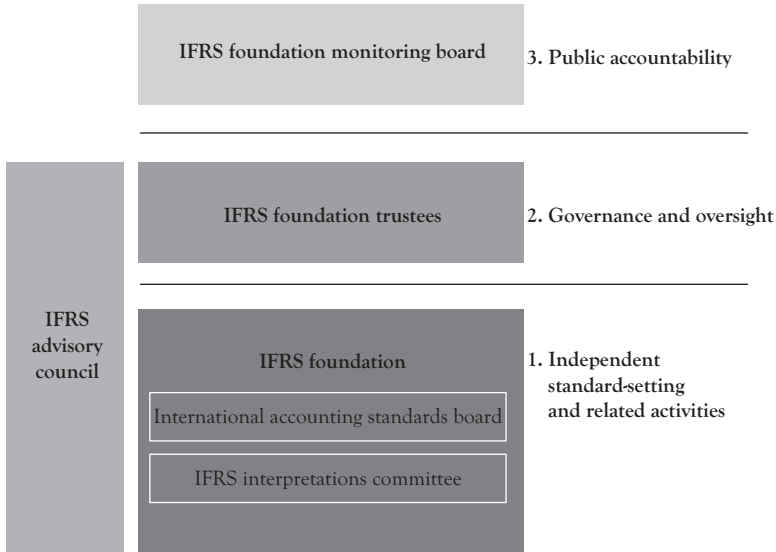 IFRS foundation monitoring board
3. Public accountability
IFRS foundation trustees
2. Governance and oversight
IFRS
advisory
council
IFRS foundation
International accounting standards board
IFRS interpretations committee
1. Independent
standard-setting
and related activities